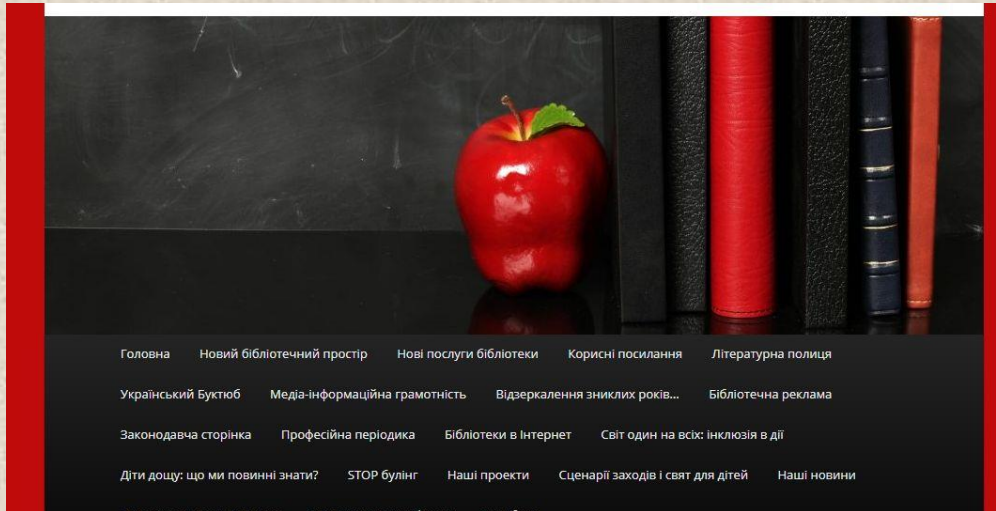 Головна Новий бібліотечний простір Нові послуги бібліотеки Корисні посилання Літературна полиця
Український Буктюб Медіа-інформаційна грамотність Відзеркалення зниклих років... Бібліотечна реклама
Законодавча сторінка Професійна періодика Бібліотеки в Інтернет Світ один на всіх: інклюзія в дії
Діти дощу: що ми повинні знати? STOP булінг Наші проекти Сценарії заходів і свят для дітей Наші новини